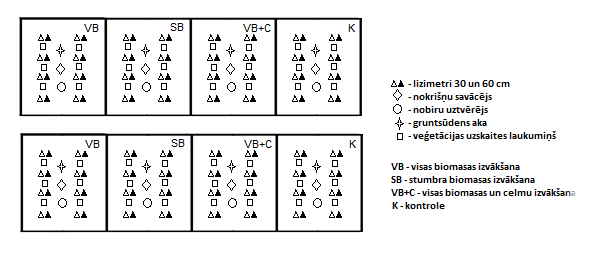 VB SB VB+C K
VB SB VB+C K
- lizimetri 30 un 60 cm
- nokrišņu savācējs
- nobiru uztvērējs
- gruntsūdens aka
- veģetācijas uzskaites laukumiņš
VB - visas biomasas izvākšana
SB - stumbra biomasas izvākšana
VB+C - visas biomasas un celmu izvākšana
K - kontrole